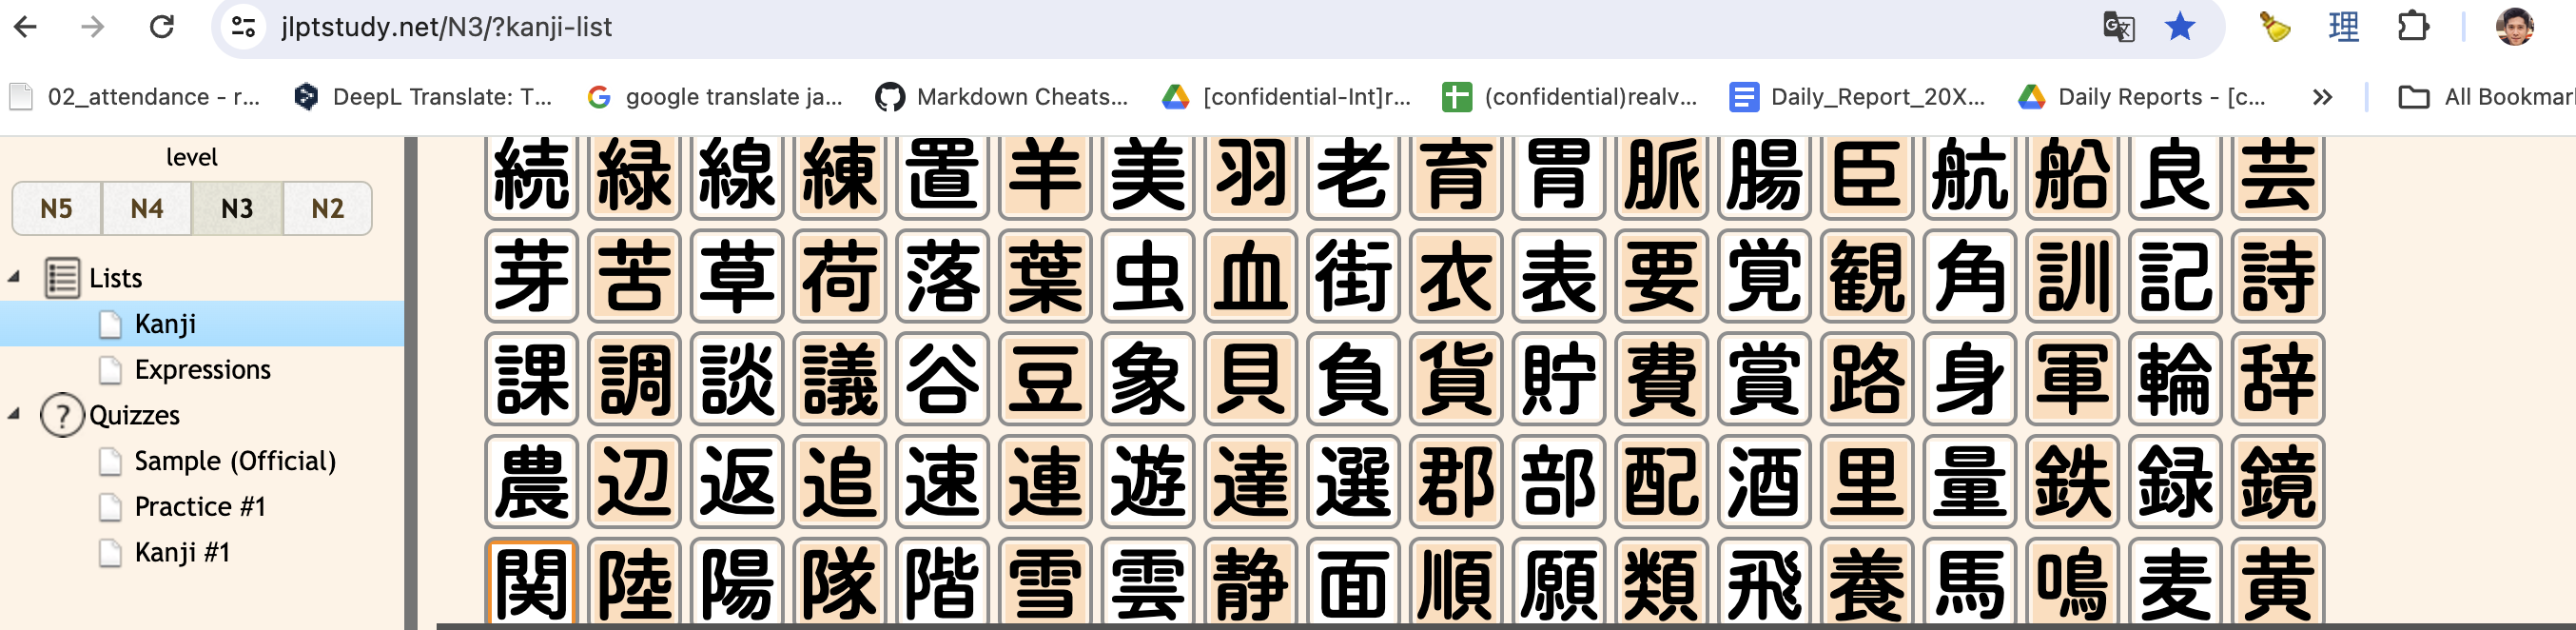 jlptstudy.net/N3/?kanji-list
02_attendance - r... DeepL Translate: T... google translate ja... Markdown Cheats... [confidential-Int]r... (confidential)realv... Daily_Report_20X... Daily Reports - [c... All Bookmar
level
N5 N4 N3 N2
Lists
Kanji
Expressions
Quizzes
Sample (Official)
Practice #1
Kanji #1
続 緑 線 練 置 羊 美 羽 老 育 胃 脈 腸 臣 航 船 良 芸
芽 苦 草 荷 落 葉 虫 血 街 衣 表 要 覚 観 角 訓 記 詩
課 調 談 議 谷 豆 象 貝 負 貨 貯 費 賞 路 身 軍 輪 辞
農 辺 返 追 速 連 遊 達 選 郡 部 配 酒 里 量 鉄 録 鏡
関 陸 陽 隊 階 雪 雲 静 面 順 願 類 飛 養 馬 鳴 麦 黄
理